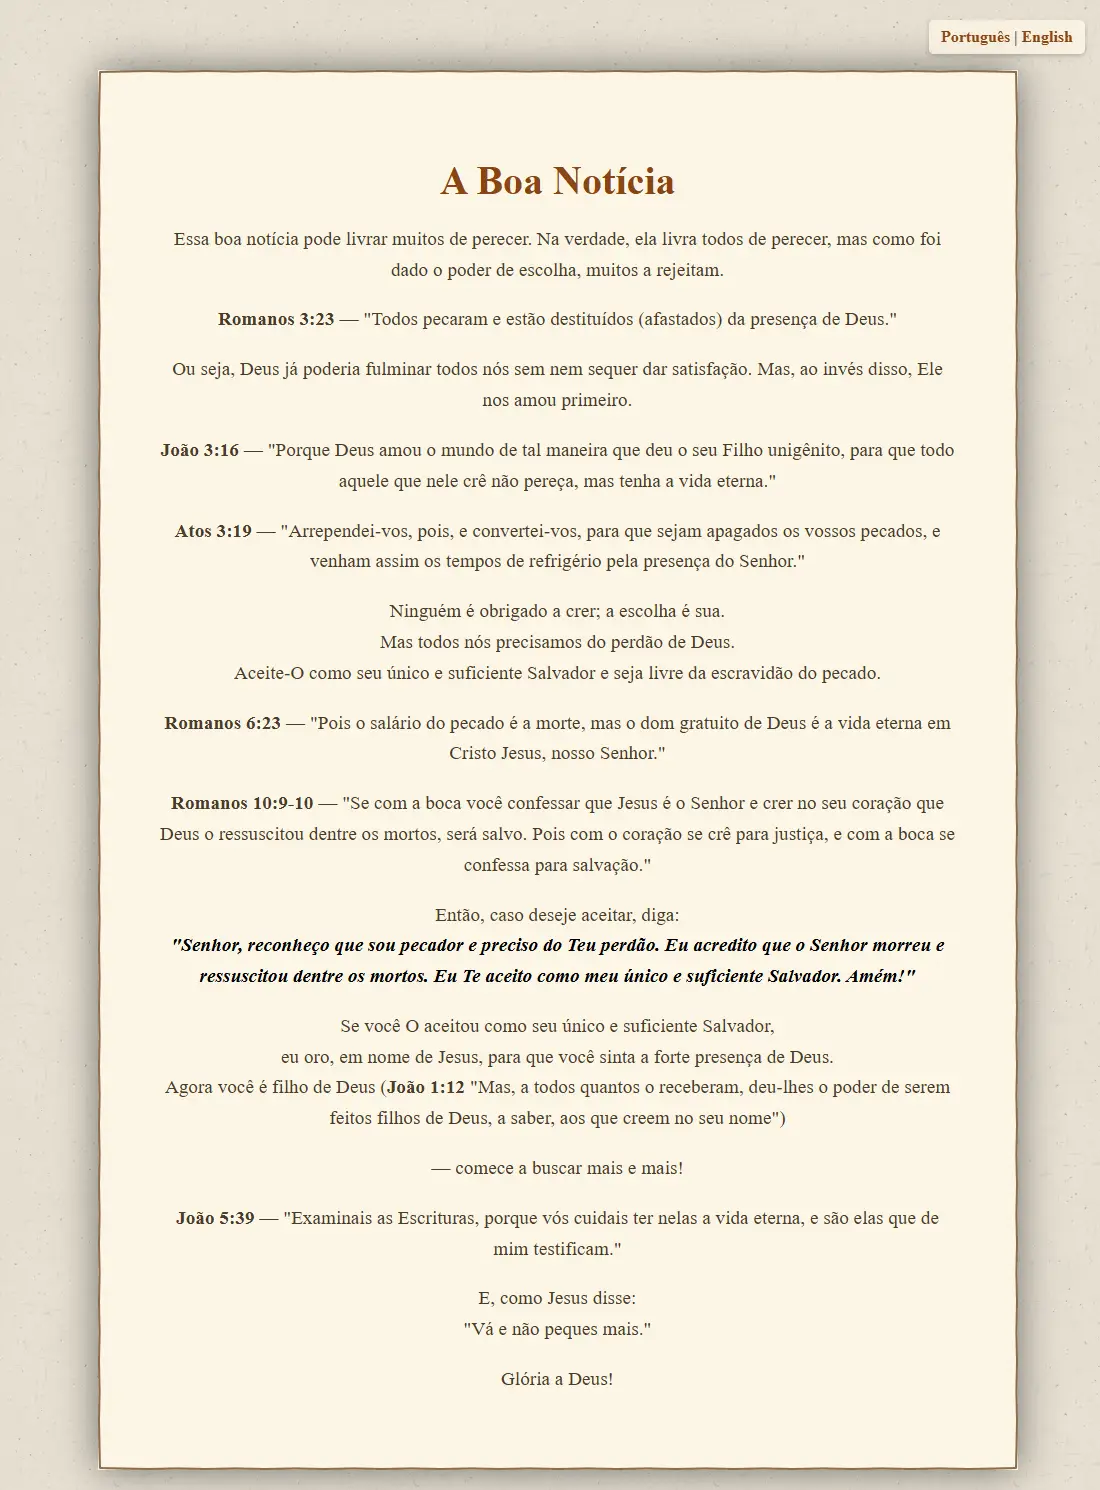 Português | English
A Boa Notícia
Essa boa notícia pode livrar muitos de perecer. Na verdade, ela livra todos de perecer, mas como foi
dado o poder de escolha, muitos a rejeitam.
Romanos 3:23 — "Todos pecaram e estão destituídos (afastados) da presença de Deus."
Ou seja, Deus já poderia fulminar todos nós sem nem sequer dar satisfação. Mas, ao invés disso, Ele
nos amou primeiro.
João 3:16 — "Porque Deus amou o mundo de tal maneira que deu o seu Filho unigênito, para que todo
aquele que nele crê não pereça, mas tenha a vida eterna."
Atos 3:19 — "Arrependei-vos, pois, e convertei-vos, para que sejam apagados os vossos pecados, e
venham assim os tempos de refrigério pela presença do Senhor."
Ninguém é obrigado a crer; a escolha é sua.
Mas todos nós precisamos do perdão de Deus.
Aceite-O como seu único e suficiente Salvador e seja livre da escravidão do pecado.
Romanos 6:23 — "Pois o salário do pecado é a morte, mas o dom gratuito de Deus é a vida eterna em
Cristo Jesus, nosso Senhor."
Romanos 10:9-10 — "Se com a boca você confessar que Jesus é o Senhor e crer no seu coração que
Deus o ressuscitou dentre os mortos, será salvo. Pois com o coração se crê para justiça, e com a boca se
confessa para salvação."
Então, caso deseje aceitar, diga:
"Senhor, reconheço que sou pecador e preciso do Teu perdão. Eu acredito que o Senhor morreu e
ressuscitou dentre os mortos. Eu Te aceito como meu único e suficiente Salvador. Amém!"
Se você O aceitou como seu único e suficiente Salvador,
eu oro, em nome de Jesus, para que você sinta a forte presença de Deus.
Agora você é filho de Deus (João 1:12 "Mas, a todos quantos o receberam, deu-lhes o poder de serem
feitos filhos de Deus, a saber, aos que creem no seu nome")
— comece a buscar mais e mais!
João 5:39 — "Examinais as Escrituras, porque vós cuidais ter nelas a vida eterna, e são elas que de
mim testificam."
E, como Jesus disse:
"Vá e não peques mais."
Glória a Deus!